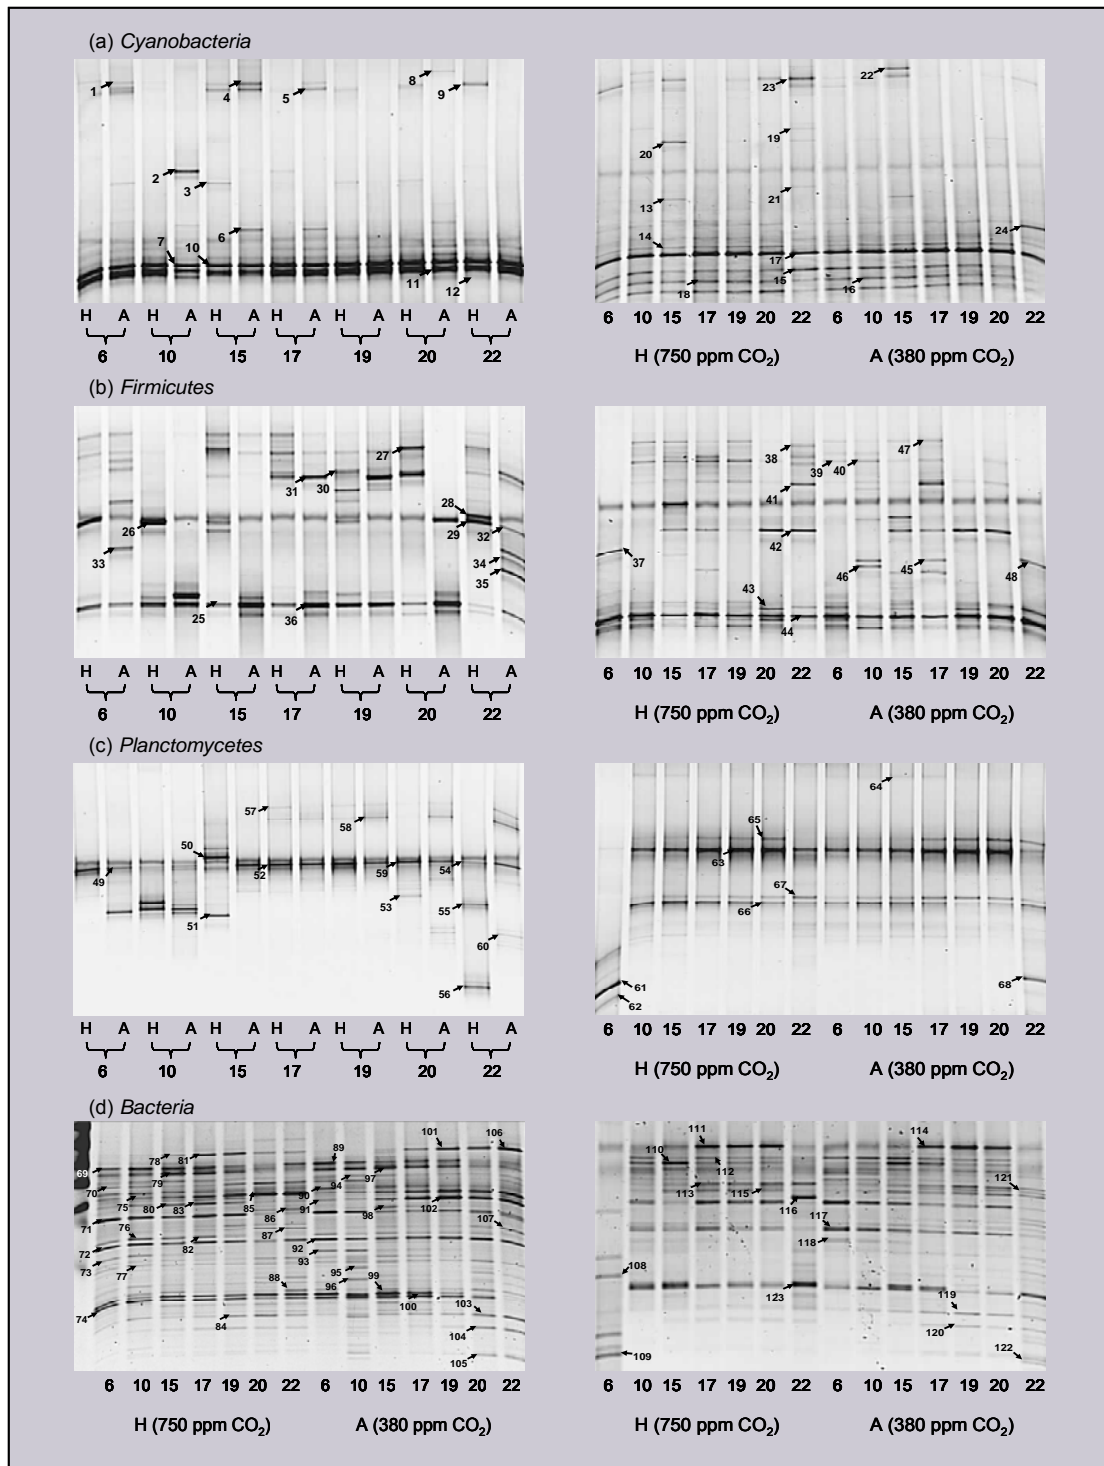 (a) Cyanobacteria
1 2 3 4 5 6 7 8 9 10 11 12
13 14 15 16 17 18 19 20 21 22 23 24
H A H A H A H A H A H A H A
6 10 15 17 19 20 22
6 10 15 17 19 20 22 6 10 15 17 19 20 22
H (750 ppm CO₂) A (380 ppm CO₂)
(b) Firmicutes
25 26 27 28 29 30 31 32 33 34 35 36
37 38 39 40 41 42 43 44 45 46 47 48
H A H A H A H A H A H A H A
6 10 15 17 19 20 22
6 10 15 17 19 20 22 6 10 15 17 19 20 22
H (750 ppm CO₂) A (380 ppm CO₂)
(c) Planctomycetes
49 50 51 52 53 54 55 56 57 58 59 60
61 62 63 64 65 66 67 68
H A H A H A H A H A H A
6 10 15 17 19 20 22
6 10 15 17 19 20 22 6 10 15 17 19 20 22
H (750 ppm CO₂) A (380 ppm CO₂)
(d) Bacteria
69 70 71 72 73 74 75 76 77 78 79 80 81 82 83 84 85 86 87 88 89 90 91 92 93 94 95 96 97 98 99 100 101 102 103 104 105 106 107
108 109 110 111 112 113 114 115 116 117 118 119 120 121 122 123
6 10 15 17 19 20 22 6 10 15 17 19 20 22
H (750 ppm CO₂) A (380 ppm CO₂)
6 10 15 17 19 20 22 6 10 15 17 19 20 22
H (750 ppm CO₂) A (380 ppm CO₂)